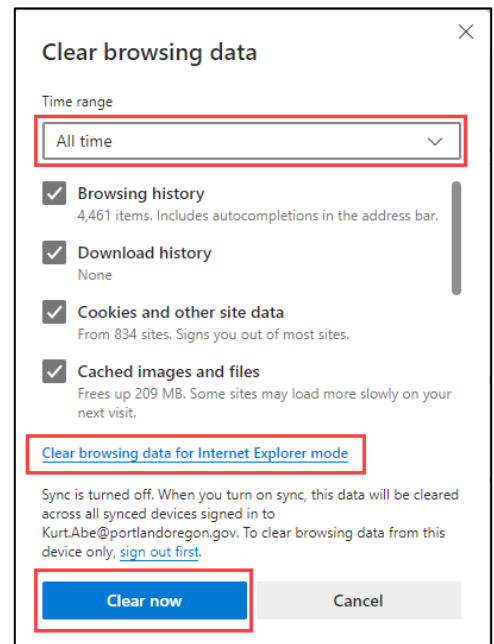 Clear browsing data
Time range
All time
Browsing history
4,461 items. Includes autocompletions in the address bar.
Download history
None
Cookies and other site data
From 834 sites. Signs you out of most sites.
Cached images and files
Frees up 209 MB. Some sites may load more slowly on your
next visit.
Clear browsing data for Internet Explorer mode
Sync is turned off. When you turn on sync, this data will be cleared
across all synced devices signed in to
Kurt.Abe@portlandoregon.gov. To clear browsing data from this
device only, sign out first.
Clear now
Cancel